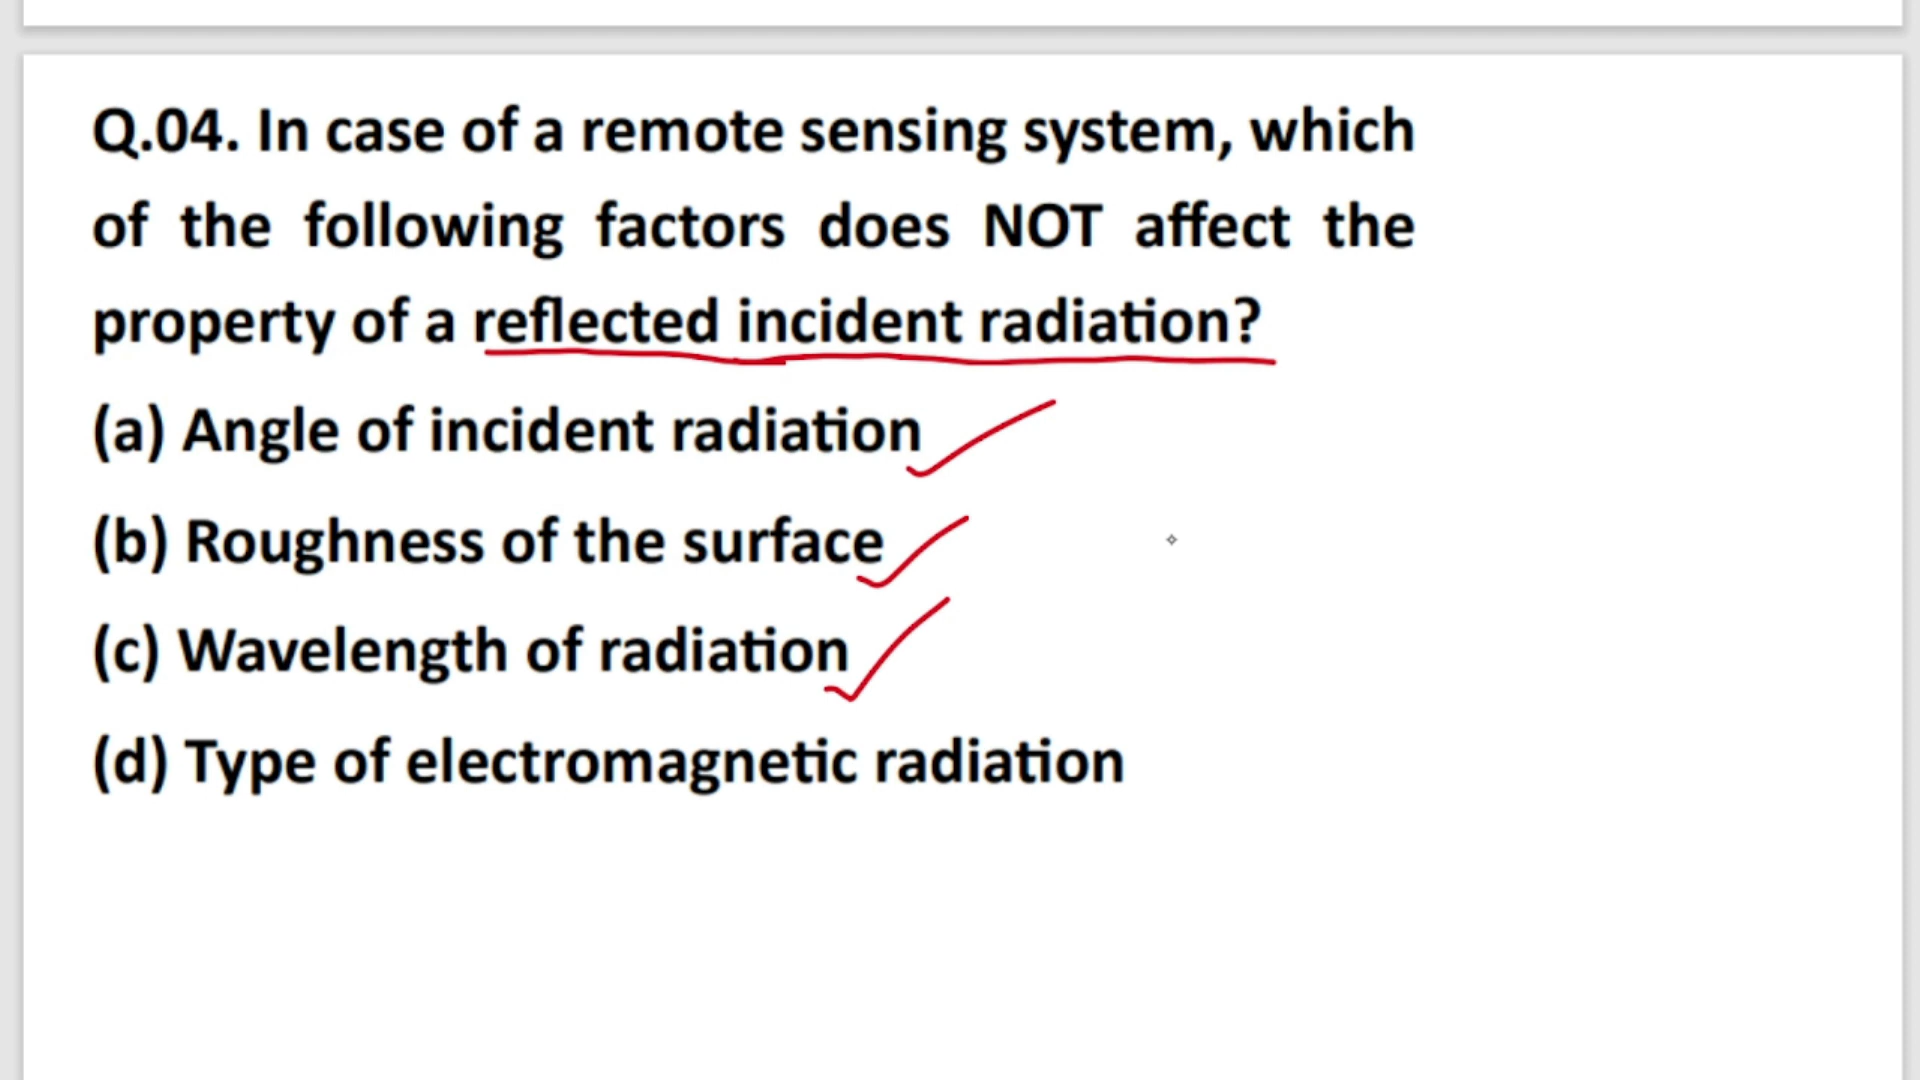 Q.04. In case of a remote sensing system, which
of the following factors does NOT affect the
property of a reflected incident radiation?
(a) Angle of incident radiation
(b) Roughness of the surface
(c) Wavelength of radiation
(d) Type of electromagnetic radiation